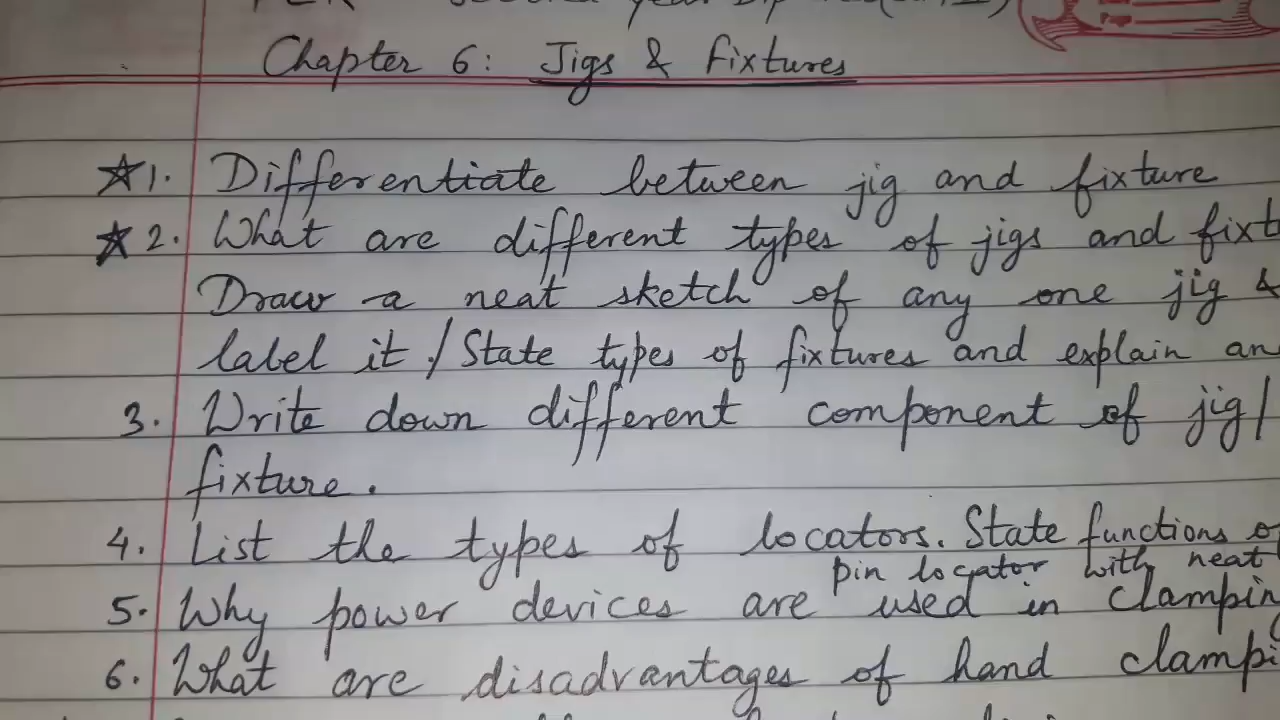 Chapter 6: Jigs & fixtures
☆1. Differentiate between jig and fixture
☆2. What are different types of jigs and fixt
Draw a neat sketch of any one jig &
label it / State types of fixtures and explain an
3. Write down different component of jig/
fixture.
4. List the types of locators. State functions o
pin locator with neat
5. Why power devices are used in clampin
6. What are disadvantages of hand clampi